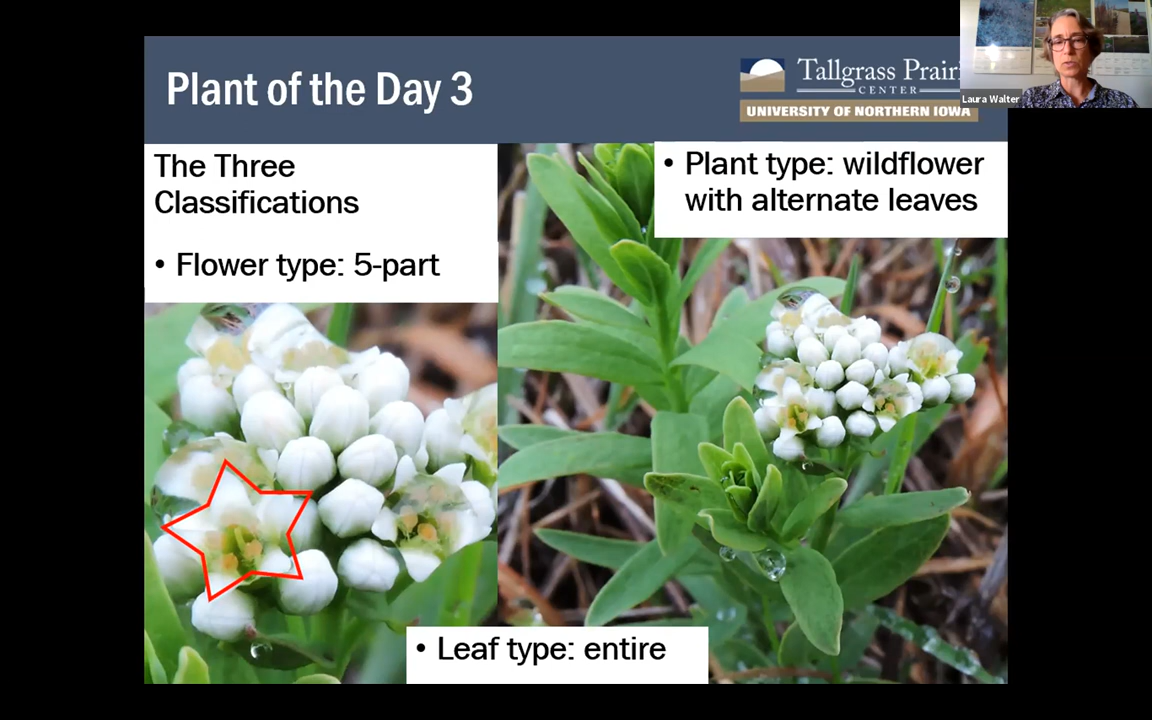 Plant of the Day 3
Tallgrass Prairi
CENTER
UNIVERSITY OF NORTHERN IOWA
Laura Walter
The Three
Classifications
• Flower type: 5-part
• Plant type: wildflower
with alternate leaves
• Leaf type: entire